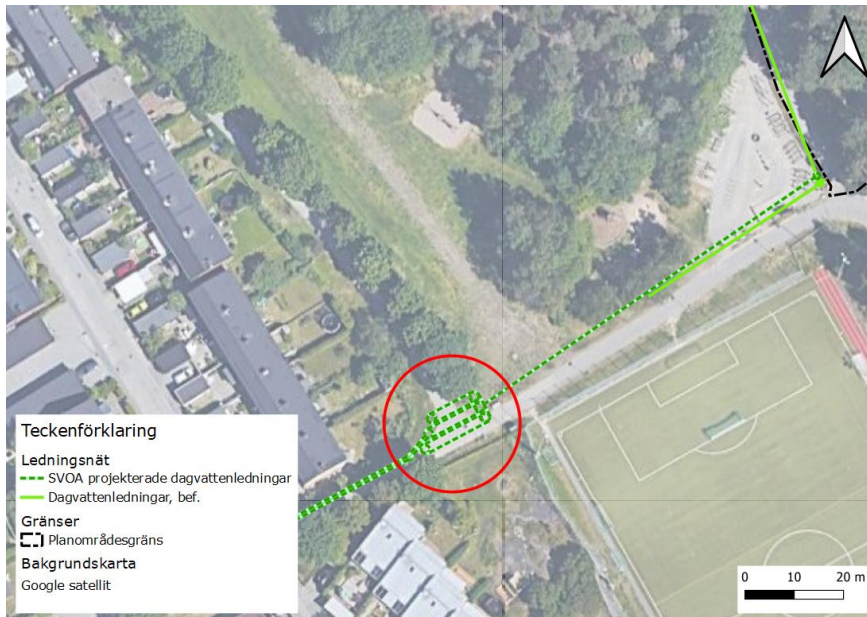 Teckenförklaring
Ledningsnät
SVOA projekterade dagvattenledningar
Dagvattenledningar, bef.
Gränser
Planområdesgräns
Bakgrundskarta
Google satellit
0 10 20 m